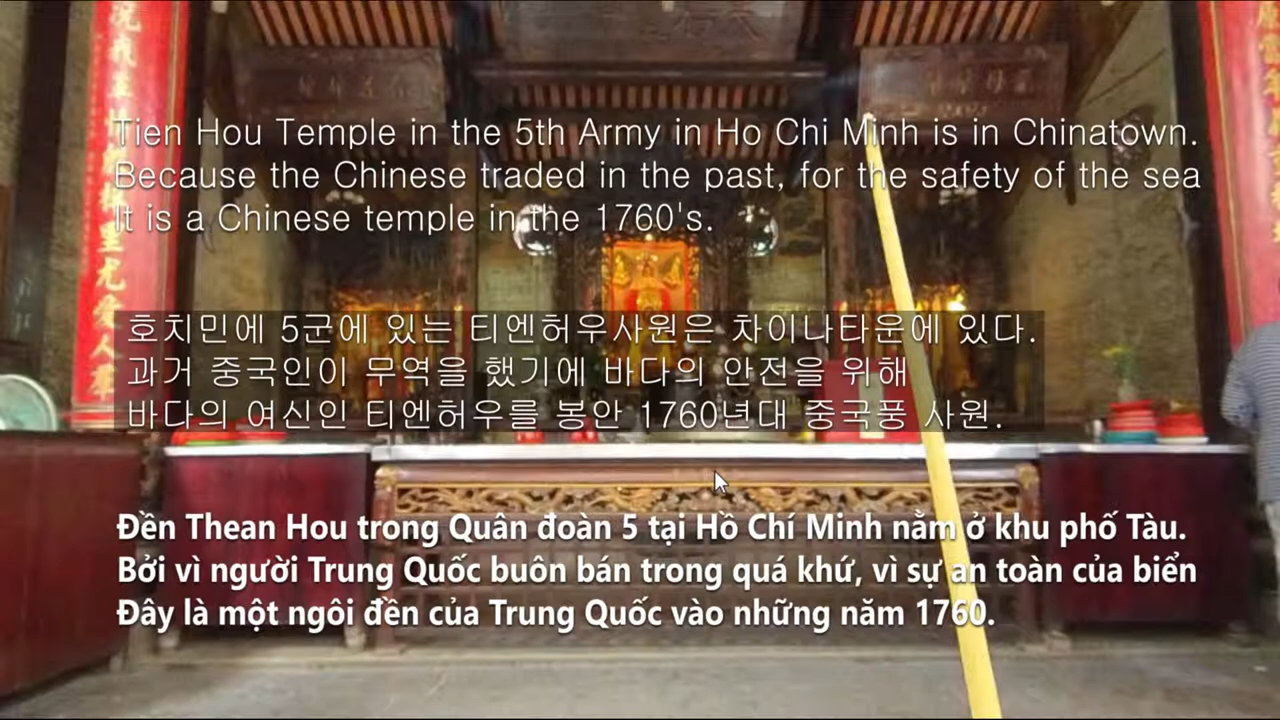 Tien Hou Temple in the 5th Army in Ho Chi Minh is in Chinatown.
Because the Chinese traded in the past, for the safety of the sea
It is a Chinese temple in the 1760's.
호치민에 5군에 있는 티엔허우사원은 차이나타운에 있다.
과거 중국인이 무역을 했기에 바다의 안전을 위해
바다의 여신인 티엔허우를 봉안 1760년대 중국풍 사원.
Đền Thean Hou trong Quân đoàn 5 tại Hồ Chí Minh nằm ở khu phố Tàu.
Bởi vì người Trung Quốc buôn bán trong quá khứ, vì sự an toàn của biển
Đây là một ngôi đền của Trung Quốc vào những năm 1760.